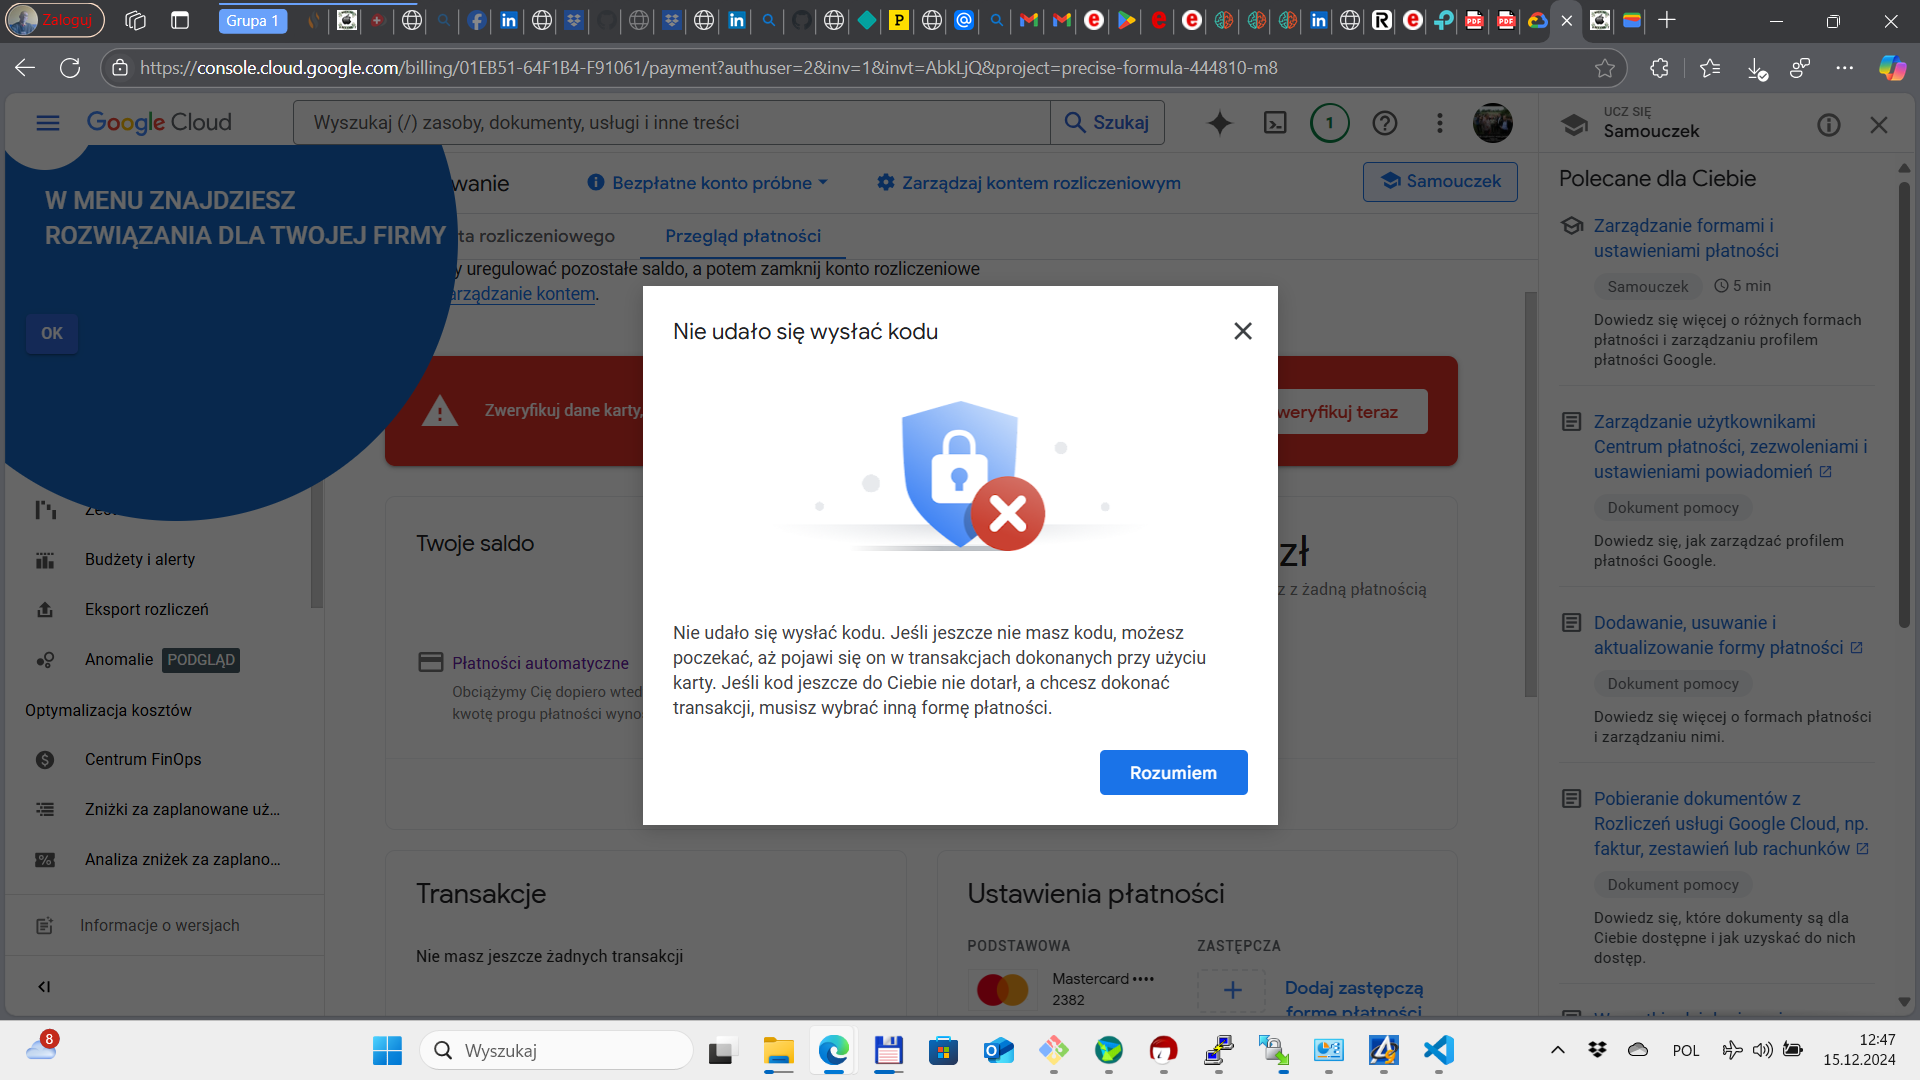 Zaloguj
Grupa 1
https://console.cloud.google.com/billing/01EB51-64F1B4-F91061/payment?authuser=2&inv=1&invt=AbkLjQ&project=precise-formula-444810-m8
Google Cloud
Wyszukaj (/) zasoby, dokumenty, usługi i inne treści
Szukaj
1
UCZ SIĘ
Samouczek
W MENU ZNAJDZIESZ
ROZWIĄZANIA DLA TWOJEJ FIRMY
OK
wanie
Bezpłatne konto próbne
Zarządzaj kontem rozliczeniowym
Samouczek
ta rozliczeniowego
Przegląd płatności
y uregulować pozostałe saldo, a potem zamknij konto rozliczeniowe
arządzanie kontem.
Zweryfikuj dane karty,
weryfikuj teraz
Nie udało się wysłać kodu
Nie udało się wysłać kodu. Jeśli jeszcze nie masz kodu, możesz
poczekać, aż pojawi się on w transakcjach dokonanych przy użyciu
karty. Jeśli kod jeszcze do Ciebie nie dotarł, a chcesz dokonać
transakcji, musisz wybrać inną formę płatności.
Rozumiem
Budżety i alerty
Eksport rozliczeń
Anomalie PODGLĄD
Optymalizacja kosztów
Centrum FinOps
Zniżki za zaplanowane uż...
Analiza zniżek za zaplano...
Informacje o wersjach
Twoje saldo
zł
z z żadną płatnością
Płatności automatyczne
Obciążymy Cię dopiero wted
kwotę progu płatności wyno
Transakcje
Nie masz jeszcze żadnych transakcji
Ustawienia płatności
PODSTAWOWA
ZASTĘPCZA
Mastercard ••••
2382
Dodaj zastępczą
formę płatności
Polecane dla Ciebie
Zarządzanie formami i
ustawieniami płatności
Samouczek
5 min
Dowiedz się więcej o różnych formach
płatności i zarządzaniu profilem
płatności Google.
Zarządzanie użytkownikami
Centrum płatności, zezwoleniami i
ustawieniami powiadomień
Dokument pomocy
Dowiedz się, jak zarządzać profilem
płatności Google.
Dodawanie, usuwanie i
aktualizowanie formy płatności
Dokument pomocy
Dowiedz się więcej o formach płatności
i zarządzaniu nimi.
Pobieranie dokumentów z
Rozliczeń usługi Google Cloud, np.
faktur, zestawień lub rachunków
Dokument pomocy
Dowiedz się, które dokumenty są dla
Ciebie dostępne i jak uzyskać do nich
dostęp.
8
Wyszukaj
POL
12:47
15.12.2024